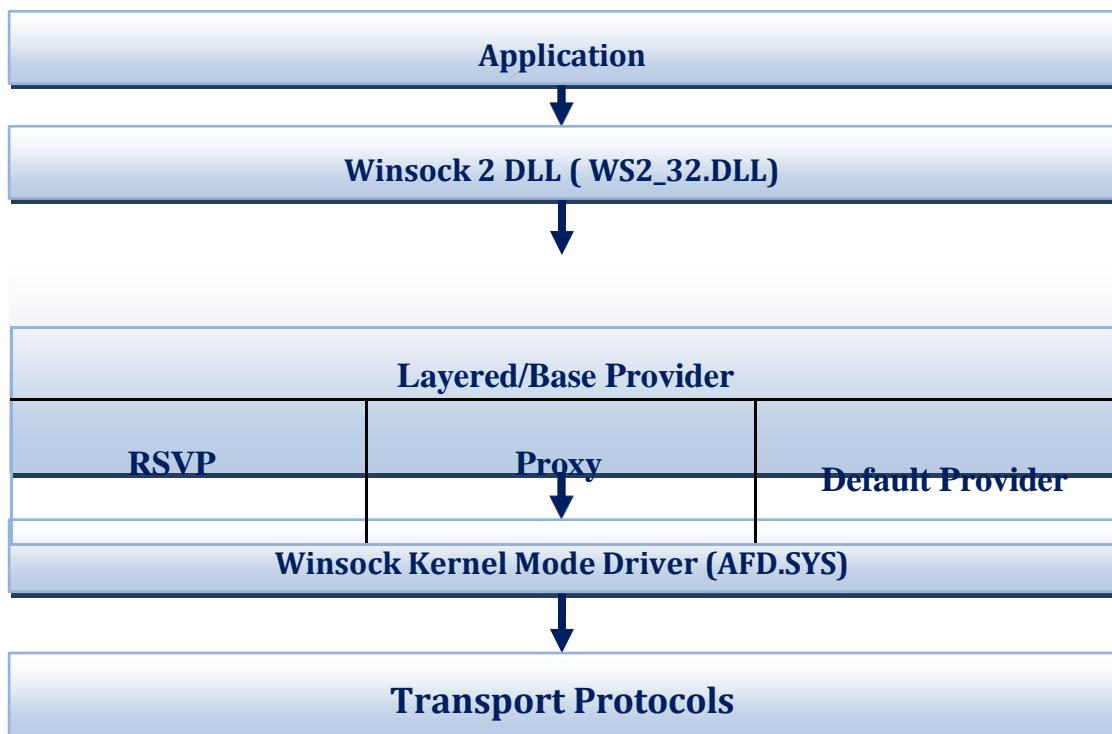 Application
Winsock 2 DLL ( WS2_32.DLL)
Layered/Base Provider
RSVP
Proxy
Default Provider
Winsock Kernel Mode Driver (AFD.SYS)
Transport Protocols